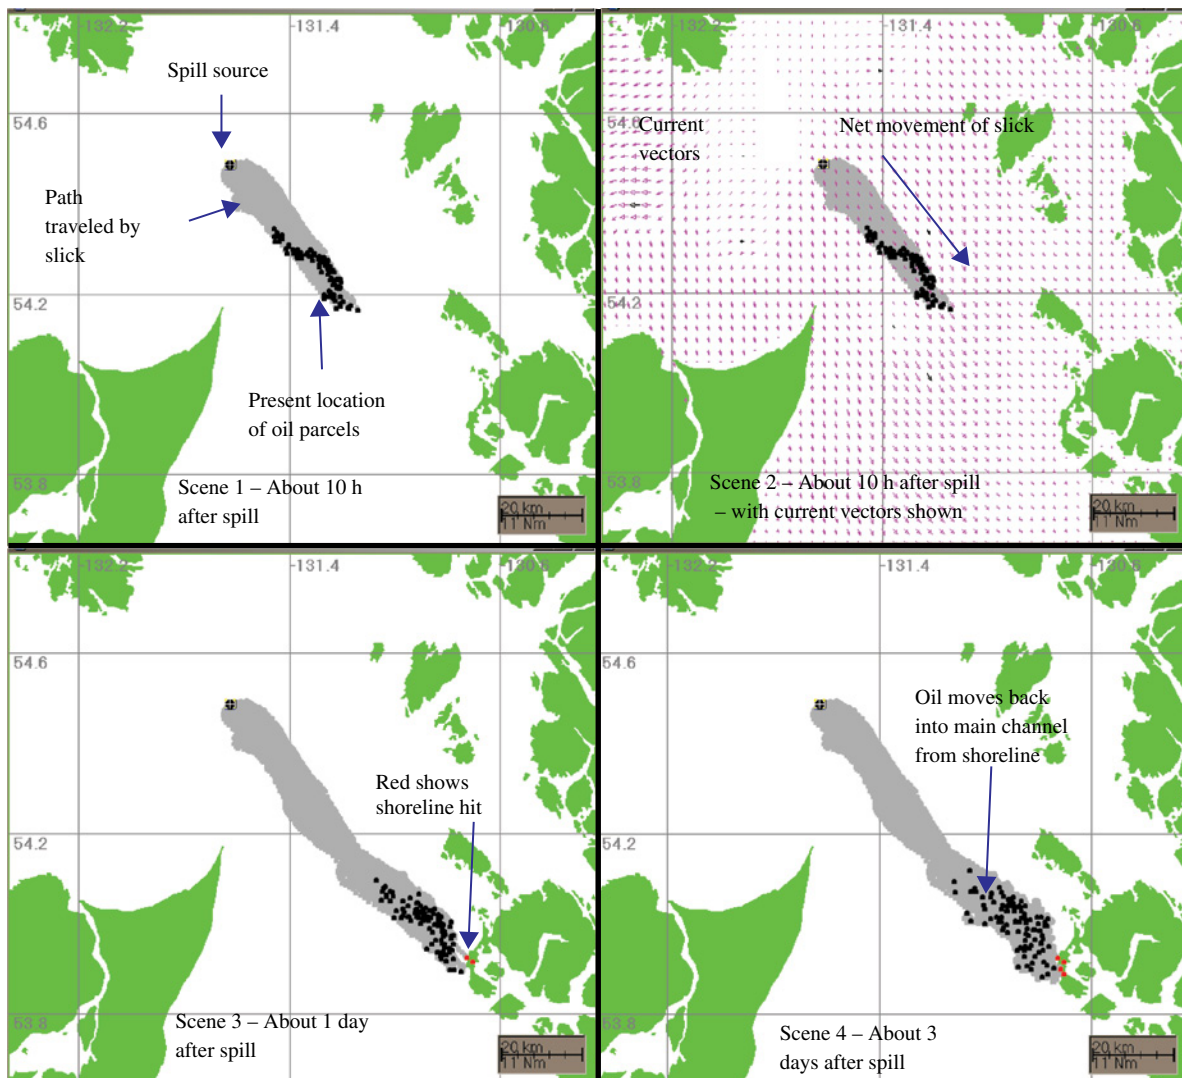 -132.2
-131.4
-130.6
Spill source
54.6
Path
traveled by
slick
54.2
Present location
of oil parcels
53.8
Scene 1 – About 10 h
after spill
20 km
11 Nm
-132.2
-131.4
-130.6
54.6
Current
vectors
Net movement of slick
54.2
53.8
Scene 2 – About 10 h after spill
– with current vectors shown
20 km
11 Nm
-132.2
-131.4
-130.6
54.6
Red shows
shoreline hit
54.2
53.8
Scene 3 – About 1 day
after spill
20 km
11 Nm
-132.2
-131.4
-130.6
54.6
Oil moves back
into main channel
from shoreline
54.2
53.8
Scene 4 – About 3
days after spill
20 km
11 Nm